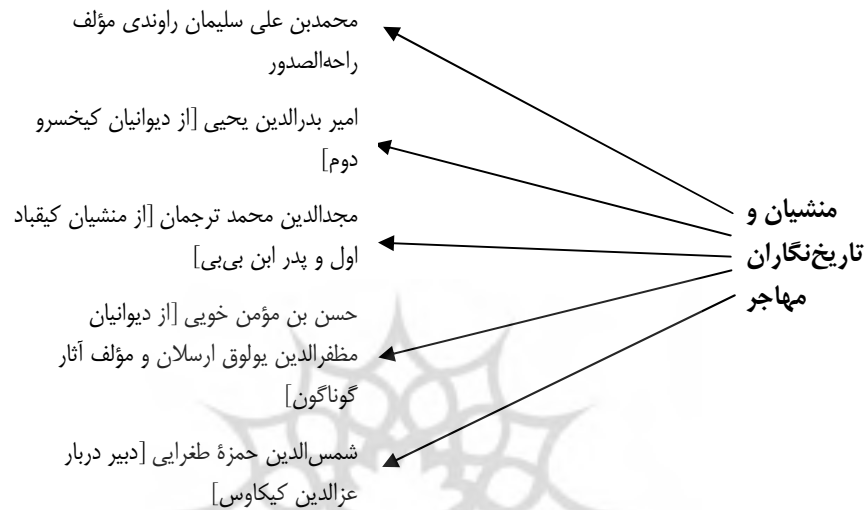 محمدبن علی سلیمان راوندی مؤلف
راحه‌الصدور
امیر بدرالدین یحیی [از دیوانیان کیخسرو
دوم]
مجدالدین محمد ترجمان [از منشیان کیقباد
اول و پدر ابن بی‌بی]
حسن بن مؤمن خویی [از دیوانیان
مظفرالدین یولوق ارسلان و مؤلف آثار
گوناگون]
شمس‌الدین حمزۀ طغرایی [دبیر دربار
عزالدین کیکاوس]
منشیان و
تاریخ‌نگاران
مهاجر